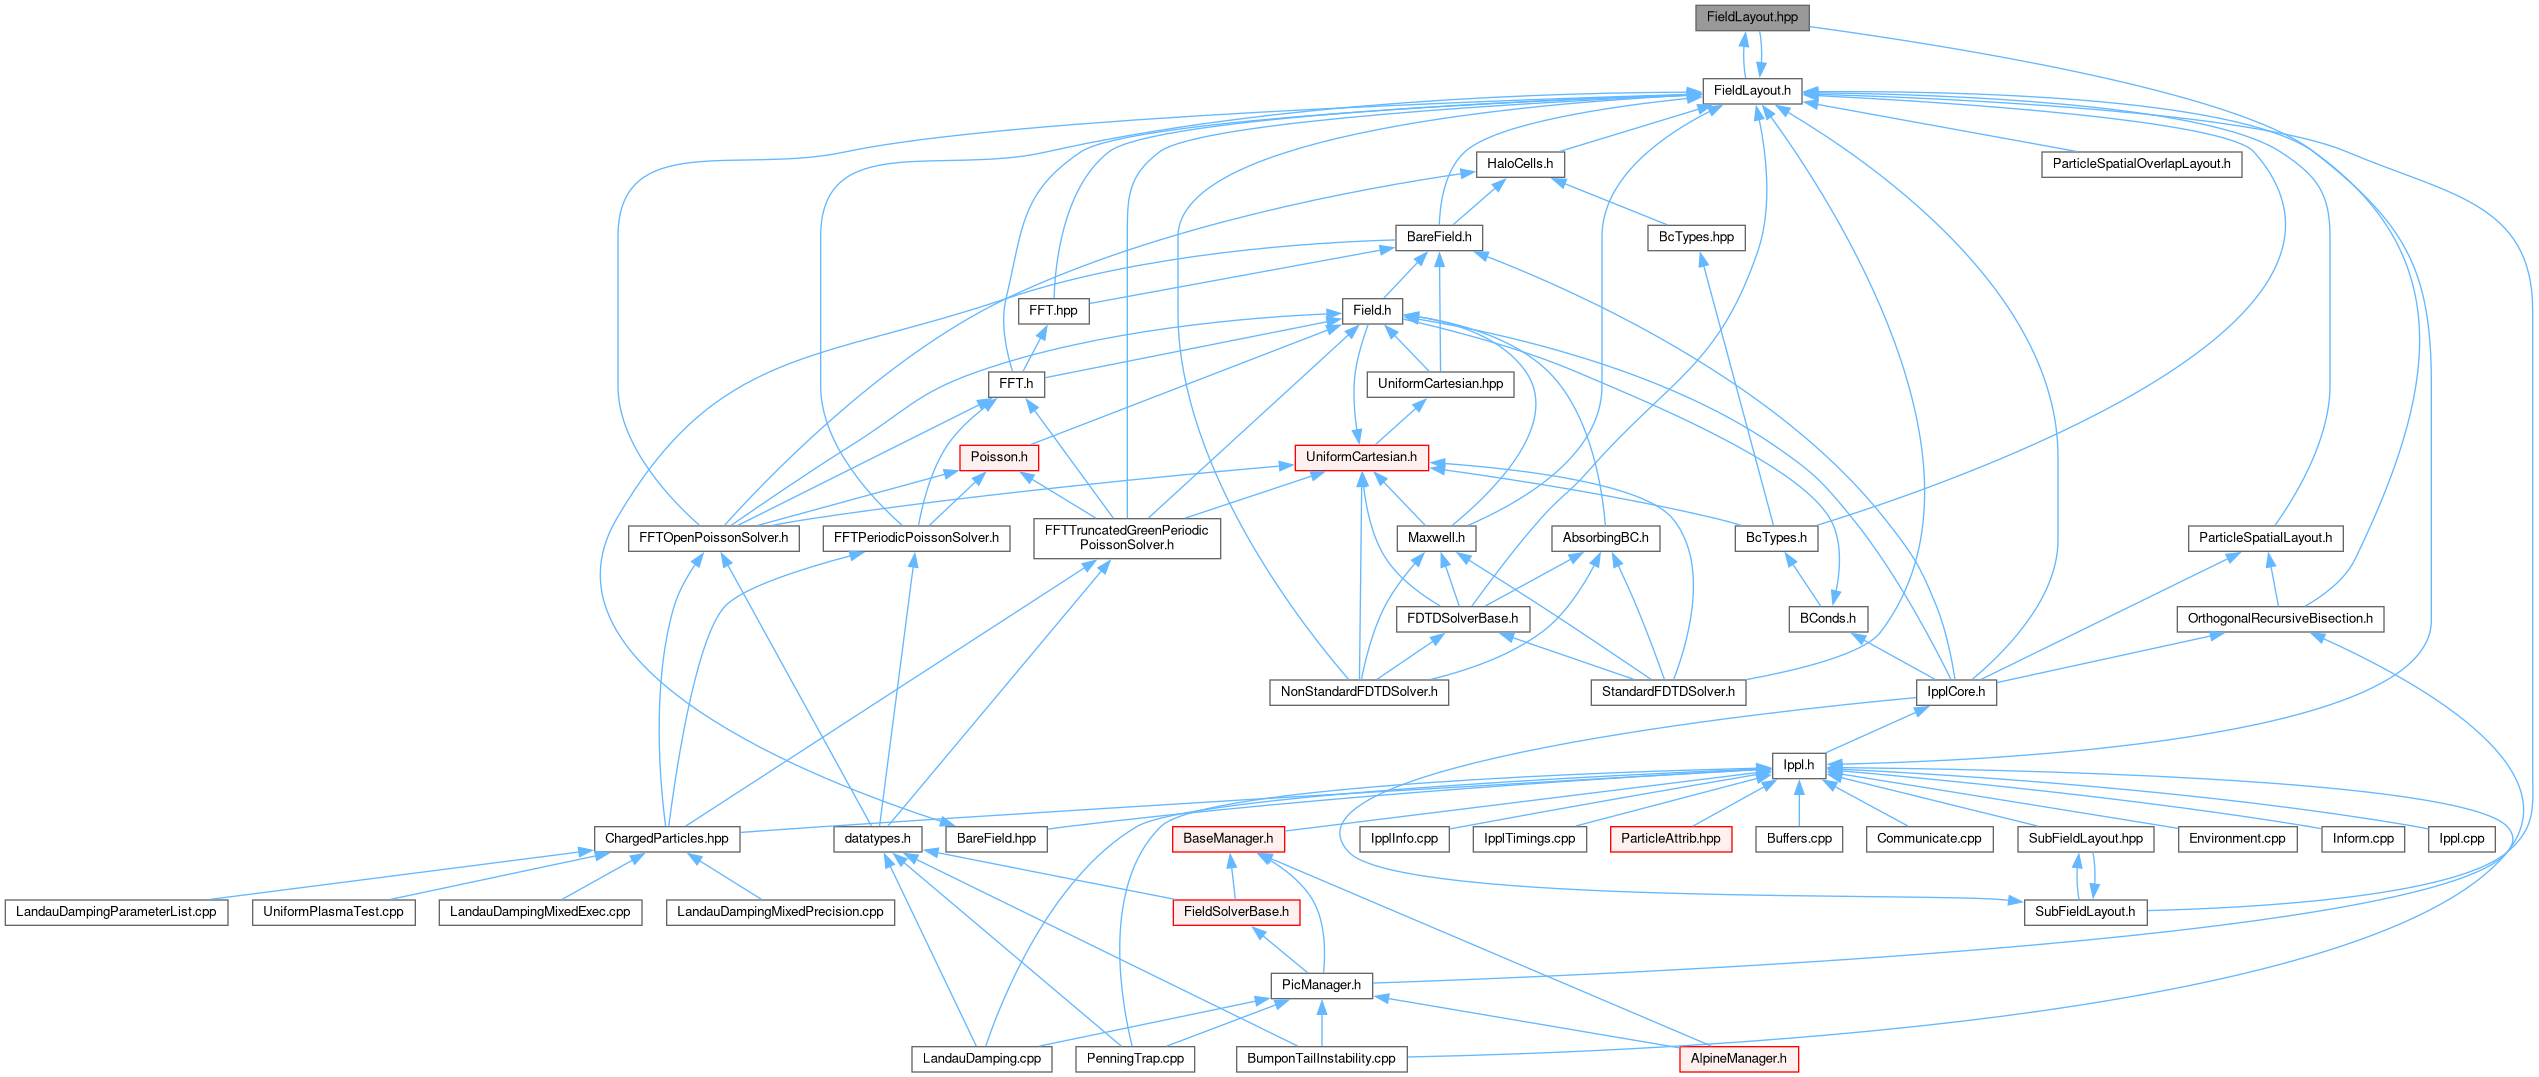 FieldLayout.hpp
FieldLayout.h
HaloCells.h
ParticleSpatialOverlapLayout.h
BareField.h
BcTypes.hpp
FFT.hpp
Field.h
FFT.h
UniformCartesian.hpp
Poisson.h
UniformCartesian.h
FFTOpenPoissonSolver.h
FFTPeriodicPoissonSolver.h
FFTTruncatedGreenPeriodic
PoissonSolver.h
Maxwell.h
AbsorbingBC.h
BcTypes.h
ParticleSpatialLayout.h
FDTDSolverBase.h
BConds.h
OrthogonalRecursiveBisection.h
NonStandardFDTDSolver.h
StandardFDTDSolver.h
IpplCore.h
Ippl.h
ChargedParticles.hpp
datatypes.h
BareField.hpp
BaseManager.h
IpplInfo.cpp
IpplTimings.cpp
ParticleAttrib.hpp
Buffers.cpp
Communicate.cpp
SubFieldLayout.hpp
Environment.cpp
Inform.cpp
Ippl.cpp
LandauDampingParameterList.cpp
UniformPlasmaTest.cpp
LandauDampingMixedExec.cpp
LandauDampingMixedPrecision.cpp
FieldSolverBase.h
SubFieldLayout.h
PicManager.h
LandauDamping.cpp
PenningTrap.cpp
BumponTailInstability.cpp
AlpineManager.h